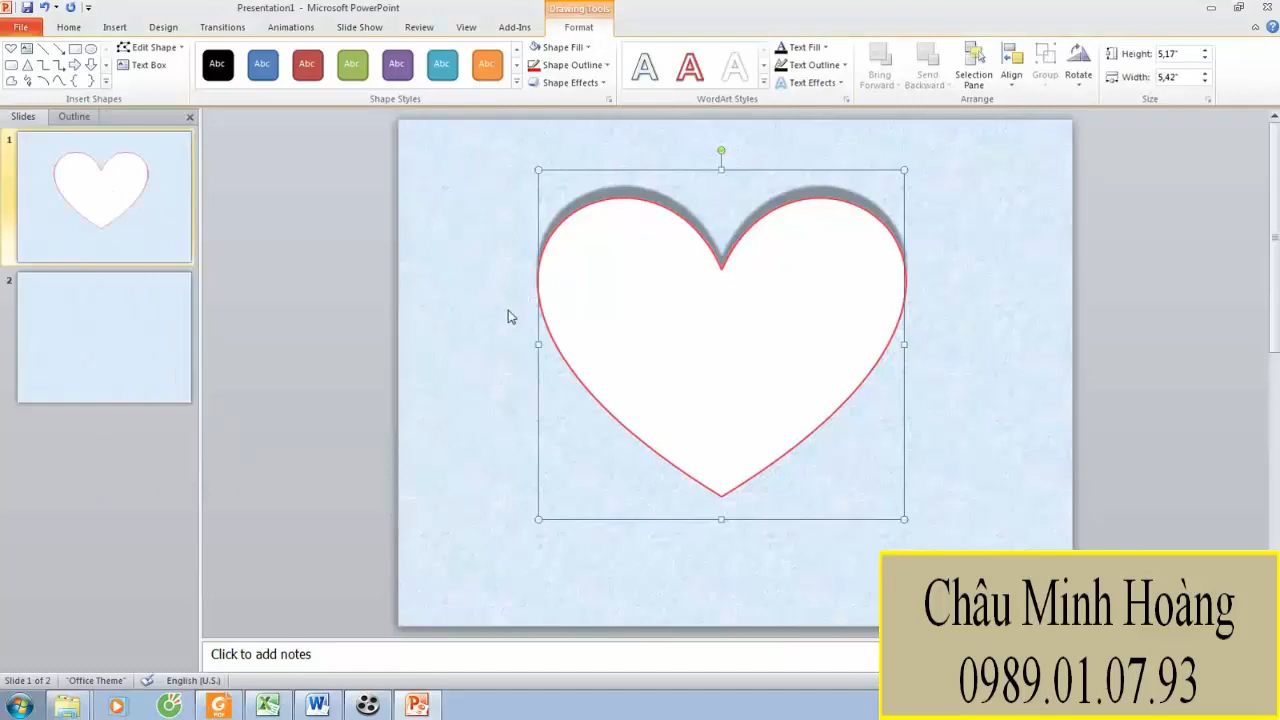 Presentation1 - Microsoft PowerPoint
Drawing Tools
File
Home
Insert
Design
Transitions
Animations
Slide Show
Review
View
Add-Ins
Format
Edit Shape
Text Box
Insert Shapes
Abc
Abc
Abc
Abc
Abc
Abc
Abc
Shape Fill
Shape Outline
Shape Effects
Shape Styles
A
A
A
Text Fill
Text Outline
Text Effects
WordArt Styles
Bring
Forward
Send
Backward
Selection
Pane
Align
Group
Rotate
Arrange
Height: 5,17"
Width: 5,42"
Size
Slides
Outline
1
2
Click to add notes
Slide 1 of 2
"Office Theme"
English (U.S.)
Châu Minh Hoàng
0989.01.07.93